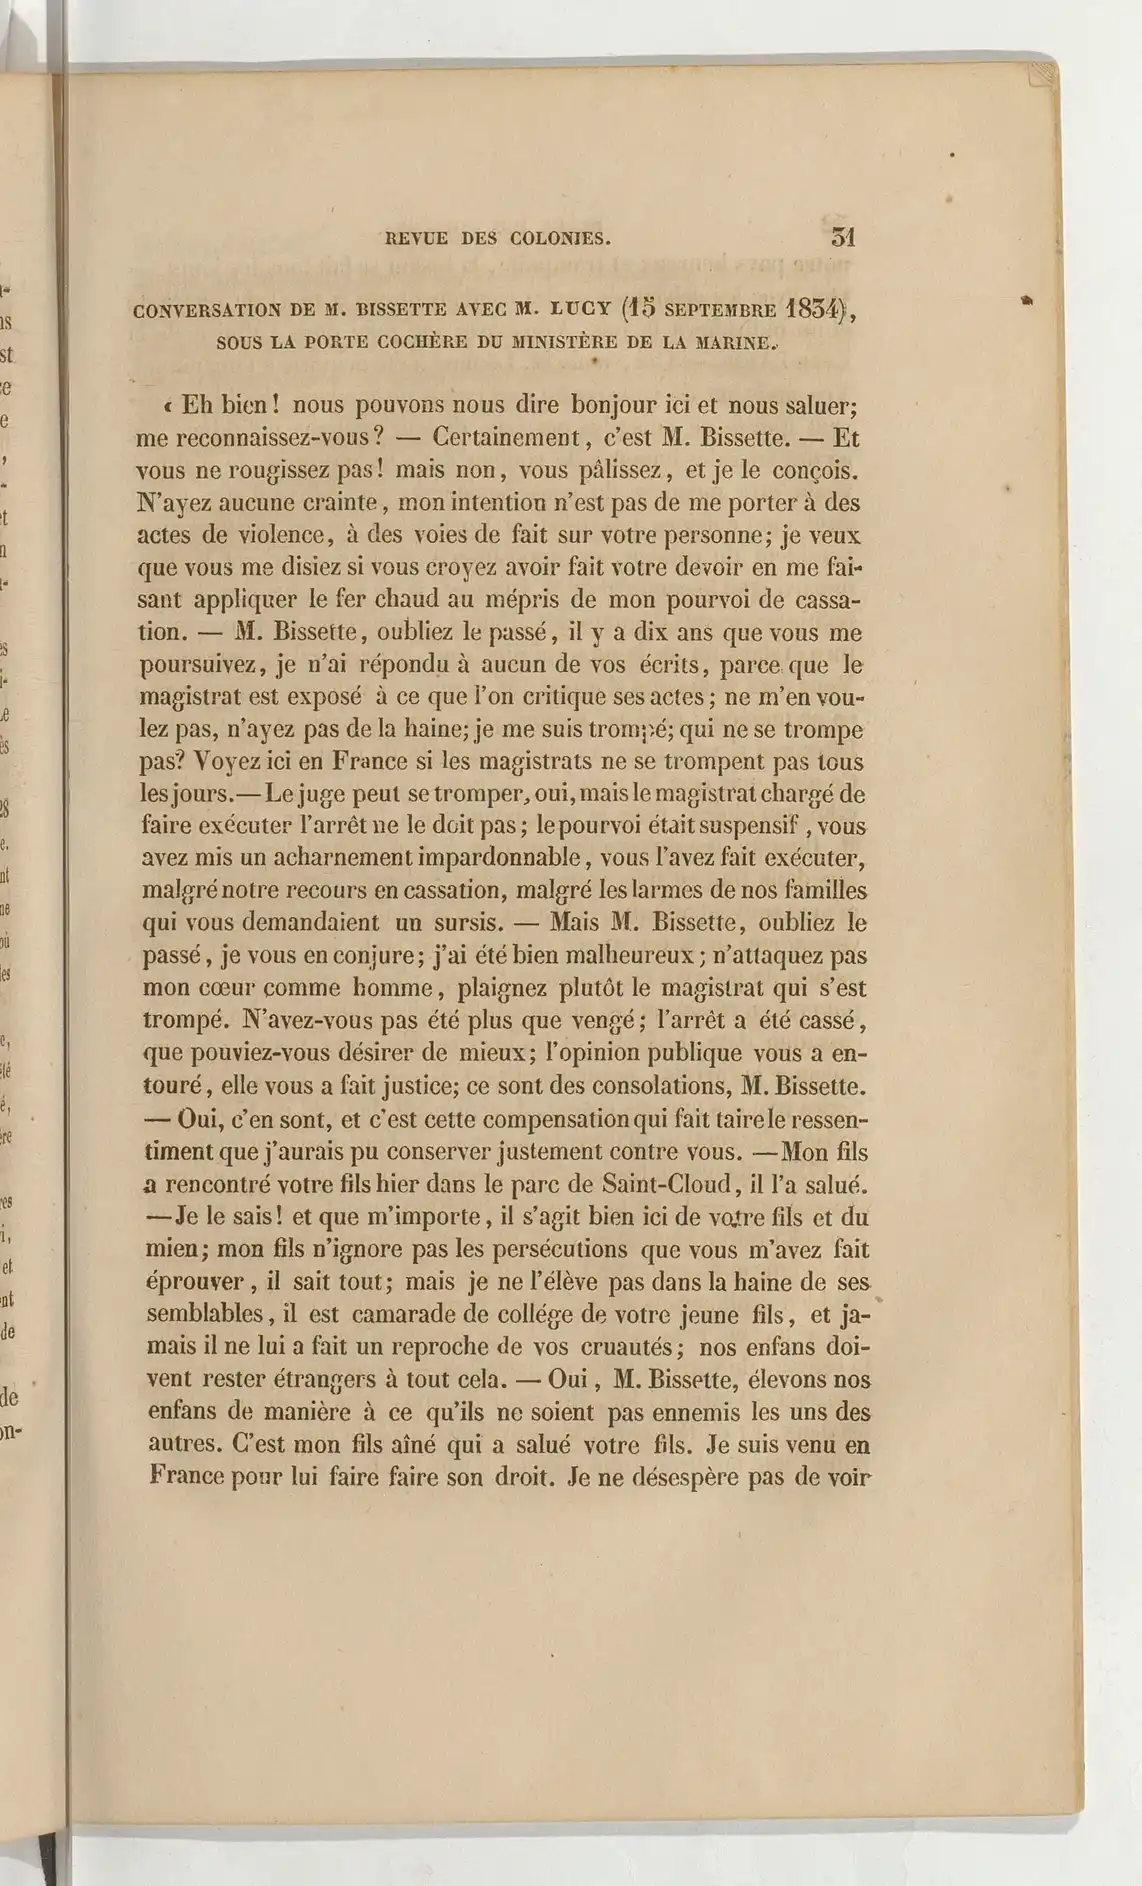 REVUE DES COLONIES. 31
CONVERSATION DE M. BISSETTE AVEC M. LUCY (15 SEPTEMBRE 1834),
SOUS LA PORTE COCHÈRE DU MINISTÈRE DE LA MARINE.
« Eh bien ! nous pouvons nous dire bonjour ici et nous saluer;
me reconnaissez-vous ? — Certainement, c'est M. Bissette. — Et
vous ne rougissez pas ! mais non, vous pâlissez, et je le conçois.
N'ayez aucune crainte, mon intention n'est pas de me porter à des
actes de violence, à des voies de fait sur votre personne; je veux
que vous me disiez si vous croyez avoir fait votre devoir en me fai-
sant appliquer le fer chaud au mépris de mon pourvoi de cassa-
tion. — M. Bissette, oubliez le passé, il y a dix ans que vous me
poursuivez, je n'ai répondu à aucun de vos écrits, parce que le
magistrat est exposé à ce que l'on critique ses actes; ne m'en vou-
lez pas, n'ayez pas de la haine; je me suis trompé; qui ne se trompe
pas? Voyez ici en France si les magistrats ne se trompent pas tous
les jours.—Le juge peut se tromper, oui, mais le magistrat chargé de
faire exécuter l'arrêt ne le doit pas; le pourvoi était suspensif, vous
avez mis un acharnement impardonnable, vous l'avez fait exécuter,
malgré notre recours en cassation, malgré les larmes de nos familles
qui vous demandaient un sursis. — Mais M. Bissette, oubliez le
passé, je vous en conjure; j'ai été bien malheureux; n'attaquez pas
mon cœur comme homme, plaignez plutôt le magistrat qui s'est
trompé. N'avez-vous pas été plus que vengé; l'arrêt a été cassé,
que pouviez-vous désirer de mieux; l'opinion publique vous a en-
touré, elle vous a fait justice; ce sont des consolations, M. Bissette.
— Oui, c'en sont, et c'est cette compensation qui fait taire le ressen-
timent que j'aurais pu conserver justement contre vous. —Mon fils
a rencontré votre fils hier dans le parc de Saint-Cloud, il l'a salué.
—Je le sais! et que m'importe, il s'agit bien ici de votre fils et du
mien; mon fils n'ignore pas les persécutions que vous m'avez fait
éprouver, il sait tout; mais je ne l'élève pas dans la haine de ses
semblables, il est camarade de collége de votre jeune fils, et ja-
mais il ne lui a fait un reproche de vos cruautés; nos enfans doi-
vent rester étrangers à tout cela. — Oui, M. Bissette, élevons nos
enfans de manière à ce qu'ils ne soient pas ennemis les uns des
autres. C'est mon fils aîné qui a salué votre fils. Je suis venu en
France pour lui faire faire son droit. Je ne désespère pas de voir